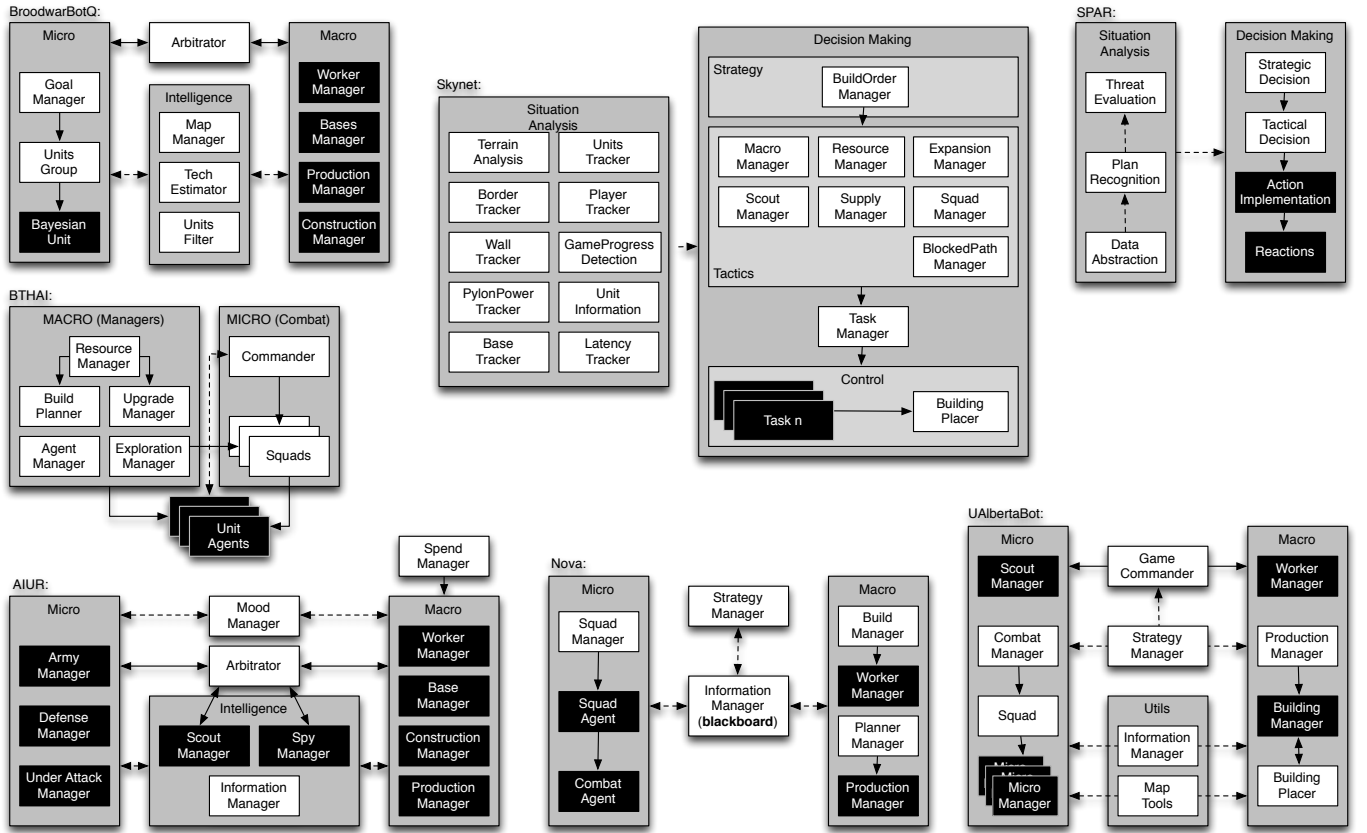 BroodwarBotQ:
Micro
Goal
Manager
Units
Group
Bayesian
Unit
Arbitrator
Intelligence
Map
Manager
Tech
Estimator
Units
Filter
Macro
Worker
Manager
Bases
Manager
Production
Manager
Construction
Manager
Skynet:
Situation
Analysis
Terrain
Analysis
Units
Tracker
Border
Tracker
Player
Tracker
Wall
Tracker
GameProgress
Detection
PylonPower
Tracker
Unit
Information
Base
Tracker
Latency
Tracker
Decision Making
Strategy
BuildOrder
Manager
Macro
Manager
Resource
Manager
Expansion
Manager
Scout
Manager
Supply
Manager
Squad
Manager
BlockedPath
Manager
Tactics
Task
Manager
Control
Task n
Building
Placer
SPAR:
Situation
Analysis
Threat
Evaluation
Plan
Recognition
Data
Abstraction
Decision Making
Strategic
Decision
Tactical
Decision
Action
Implementation
Reactions
BTHAI:
MACRO (Managers)
Resource
Manager
Build
Planner
Upgrade
Manager
Agent
Manager
Exploration
Manager
MICRO (Combat)
Commander
Squads
Unit
Agents
AIUR:
Micro
Army
Manager
Defense
Manager
Under Attack
Manager
Mood
Manager
Arbitrator
Intelligence
Scout
Manager
Spy
Manager
Information
Manager
Spend
Manager
Macro
Worker
Manager
Base
Manager
Construction
Manager
Production
Manager
Nova:
Micro
Squad
Manager
Squad
Agent
Combat
Agent
Strategy
Manager
Information
Manager
(blackboard)
Macro
Build
Manager
Worker
Manager
Planner
Manager
Production
Manager
UAlbertaBot:
Micro
Scout
Manager
Combat
Manager
Squad
Micro
Micro
Micro
Manager
Game
Commander
Strategy
Manager
Utils
Information
Manager
Map
Tools
Macro
Worker
Manager
Production
Manager
Building
Manager
Building
Placer